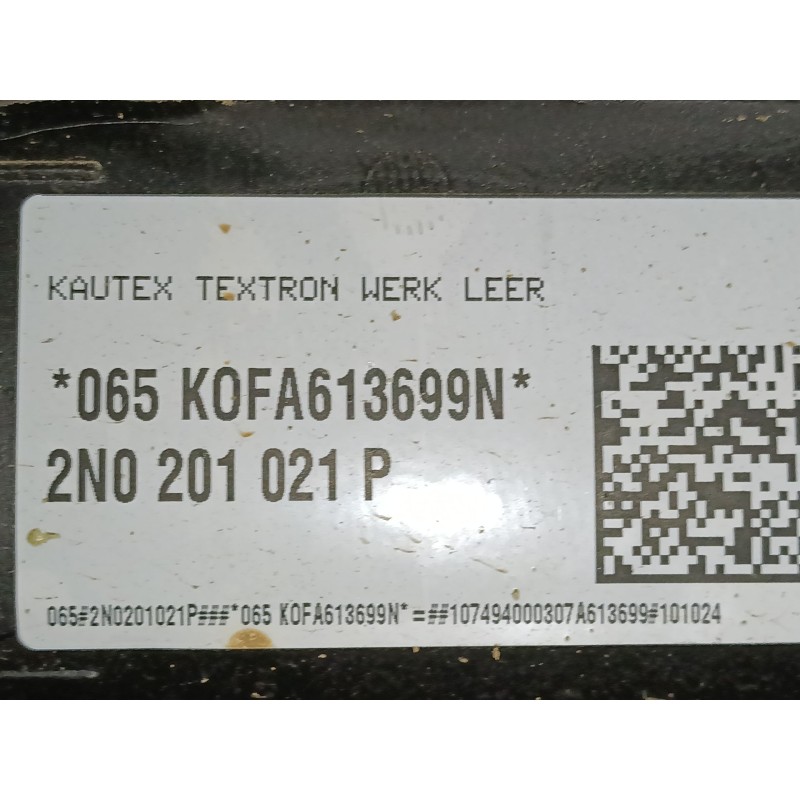 KAUTEX TEXTRON WERK LEER
*065 KOFA613699N*
2N0 201 021 P
065#2N0201021P###*065 KOFA613699N*=##107494000307A613699#101024